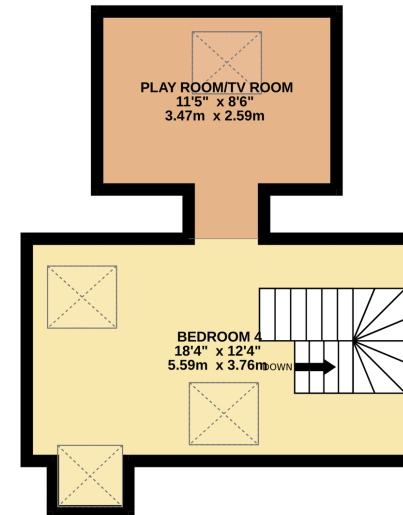 PLAY ROOM/TV ROOM
11'5" x 8'6"
3.47m x 2.59m
BEDROOM 4
18'4" x 12'4"
5.59m x 3.76m
DOWN